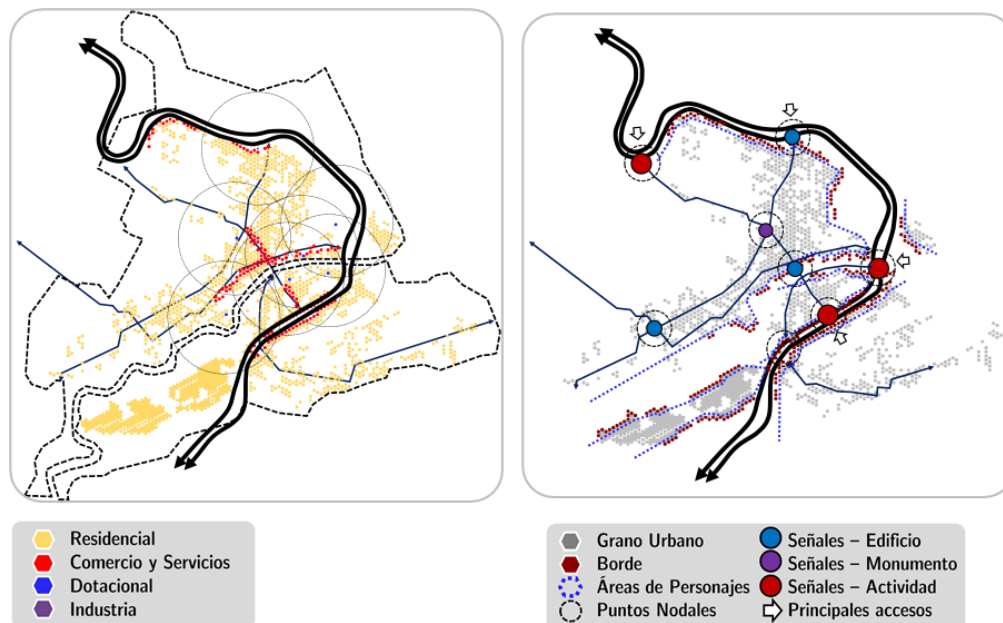 Residencial
Comercio y Servicios
Dotacional
Industria
Grano Urbano
Borde
Áreas de Personajes
Puntos Nodales
Señales – Edificio
Señales – Monumento
Señales – Actividad
Principales accesos